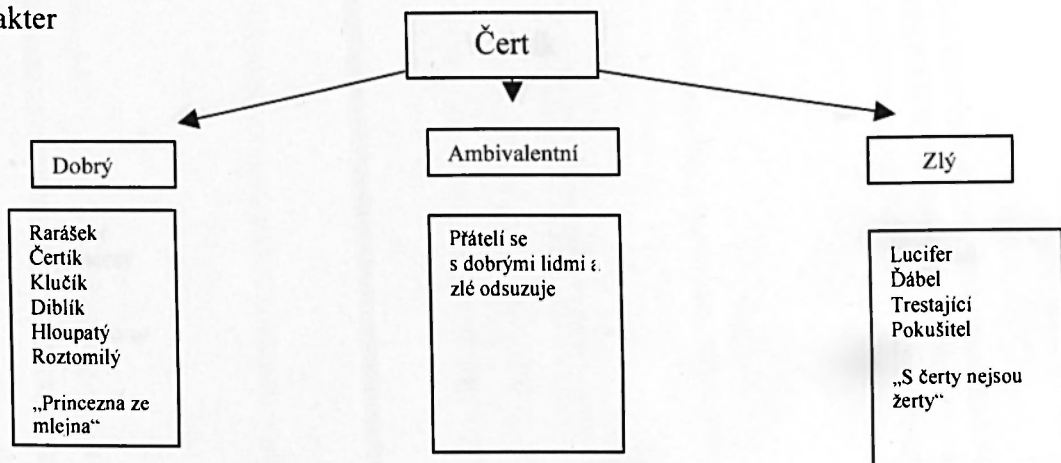 akter
Čert
Dobrý
Ambivalentní
Zlý
Rarášek
Čertík
Klučík
Diblík
Hloupatý
Roztomilý
„Princezna ze
mlejna“
Přátelí se
s dobrými lidmi a
zlé odsuzuje
Lucifer
Ďábel
Trestající
Pokušitel
„S čerty nejsou
žerty“